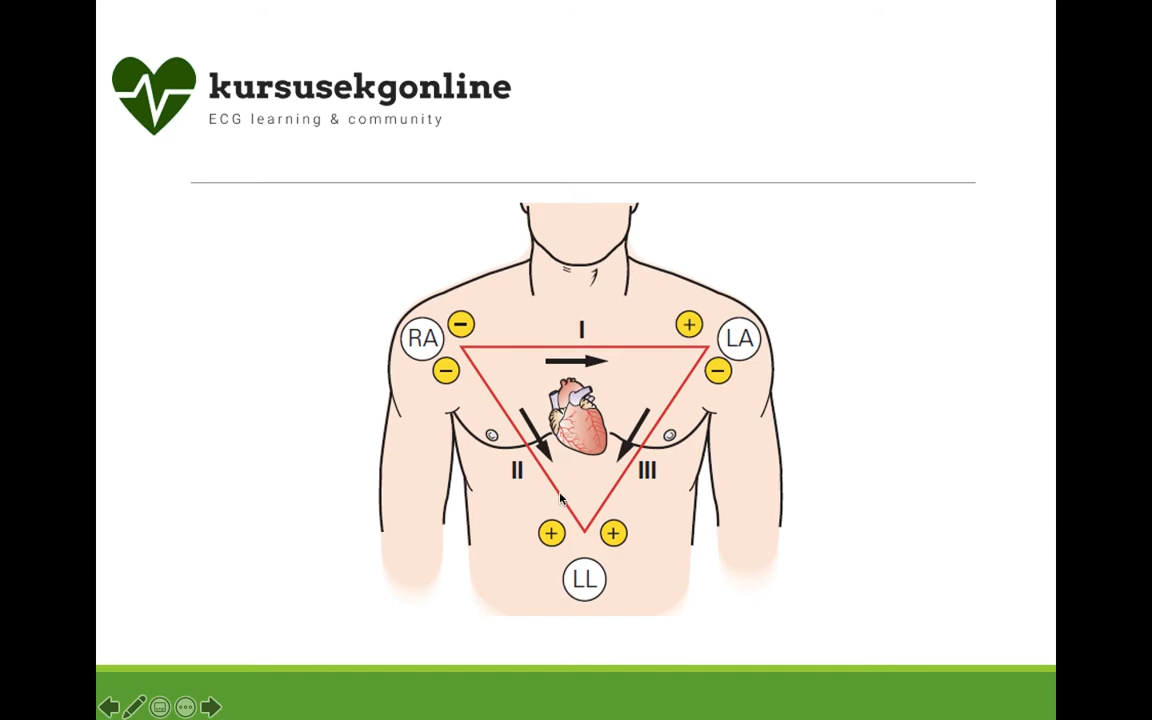 kursusekgonline
ECG learning & community
I
RA
−
+
LA
−
−
II
III
+
+
LL